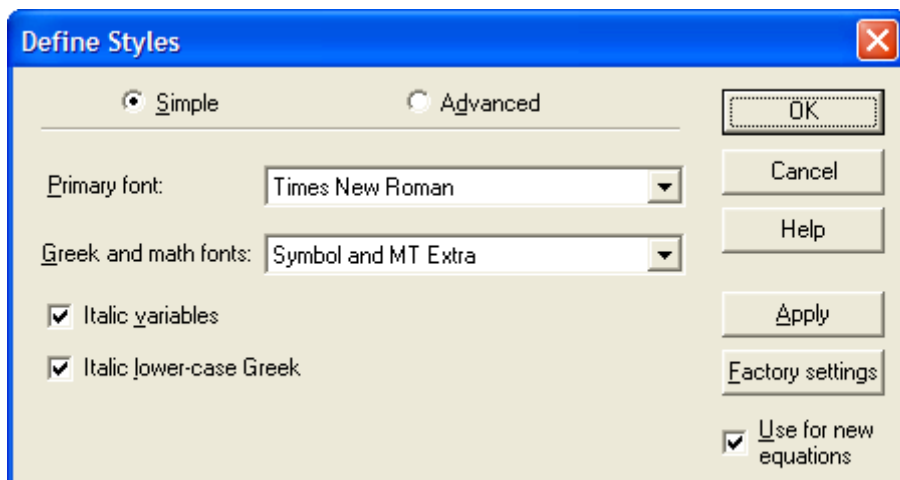 Define Styles
Simple
Advanced
OK
Primary font:
Times New Roman
Cancel
Greek and math fonts:
Symbol and MT Extra
Help
Italic variables
Apply
Italic lower-case Greek
Factory settings
Use for new
equations